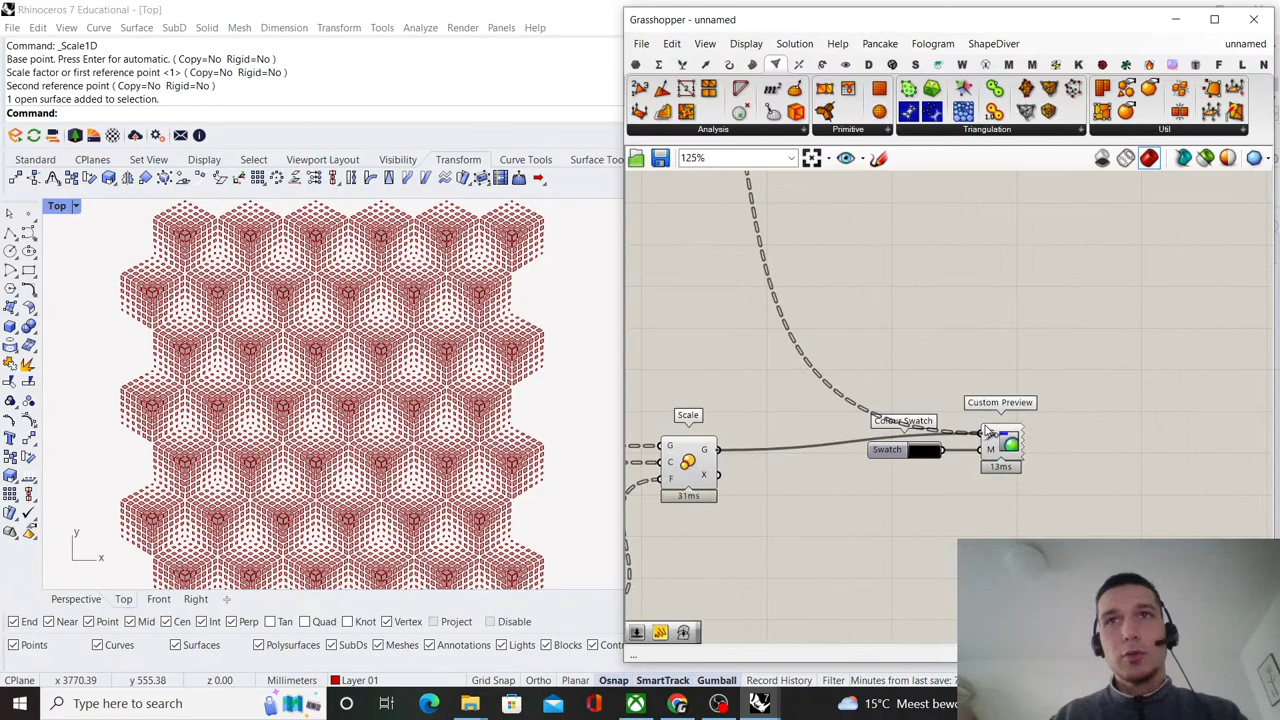 Rhinoceros 7 Educational - [Top]
File Edit View Curve Surface SubD Solid Mesh Dimension Transform Tools Analyze Render Panels Help
Command: _Scale1D
Base point. Press Enter for automatic. ( Copy=No Rigid=No )
Scale factor or first reference point <1> ( Copy=No Rigid=No )
Second reference point ( Copy=No Rigid=No )
1 open surface added to selection.
Command:
Standard CPlanes Set View Display Select Viewport Layout Visibility Transform Curve Tools Surface Too
Top
y
x
Perspective Top Front Right
End Near Point Mid Cen Int Perp Tan Quad Knot Vertex Project Disable
Points Curves Surfaces Polysurfaces SubDs Meshes Annotations Lights Blocks Contr
CPlane x 3770.39 y 555.38 z 0.00 Millimeters Layer 01 Grid Snap Ortho Planar Osnap SmartTrack Gumball Record History Filter Minutes from last save: 7
Grasshopper - unnamed
File Edit View Display Solution Help Pancake Fologram ShapeDiver unnamed
Analysis Primitive Triangulation Util
125%
Custom Preview
Scale
Colour Swatch
G G
C
F X
31ms
Swatch
M
13ms
...
Type here to search
15°C Meest bewo